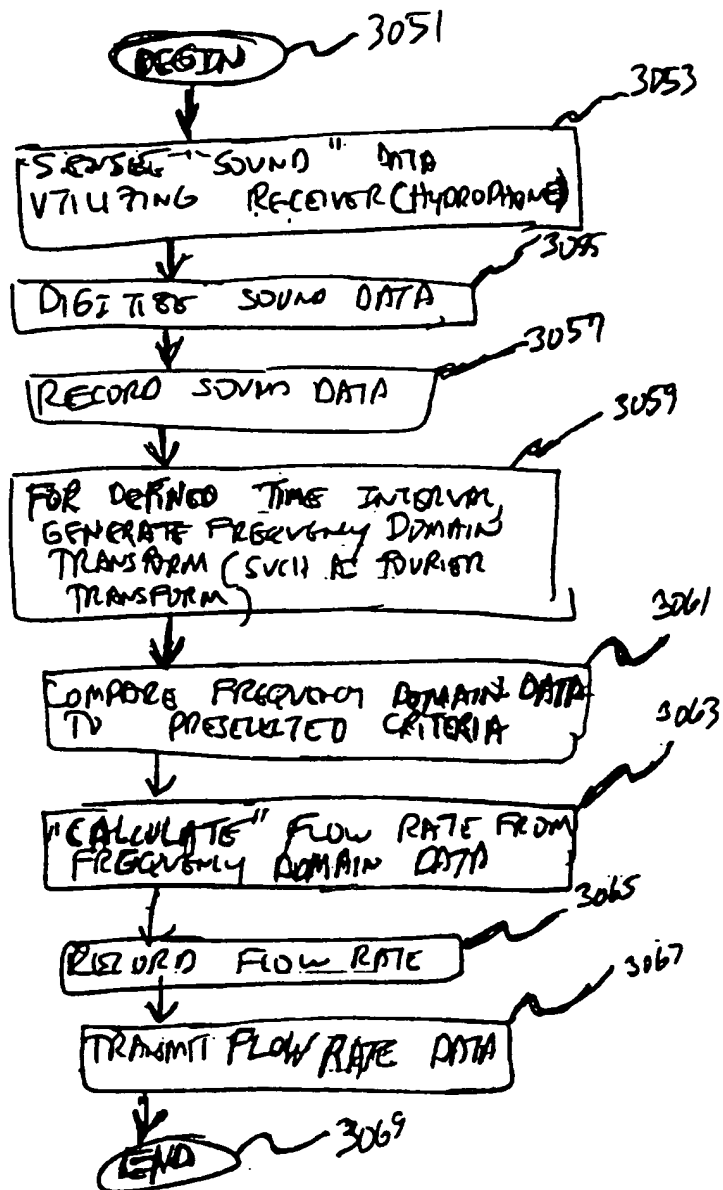 BEGIN
3051
3053
"SENSE" "SOUND" DATA
UTILIZING RECEIVER (HYDROPHONE)
3055
DIGITIZE SOUND DATA
3057
RECORD SOUND DATA
3059
FOR DEFINED TIME INTERVAL,
GENERATE FREQUENCY DOMAIN
TRANSFORM (SUCH AS FOURIER
TRANSFORM)
3061
COMPARE FREQUENCY DOMAIN DATA
TO PRESELECTED CRITERIA
3063
"CALCULATE" FLOW RATE FROM
FREQUENCY DOMAIN DATA
3065
RECORD FLOW RATE
3067
TRANSMIT FLOW RATE DATA
3069
END